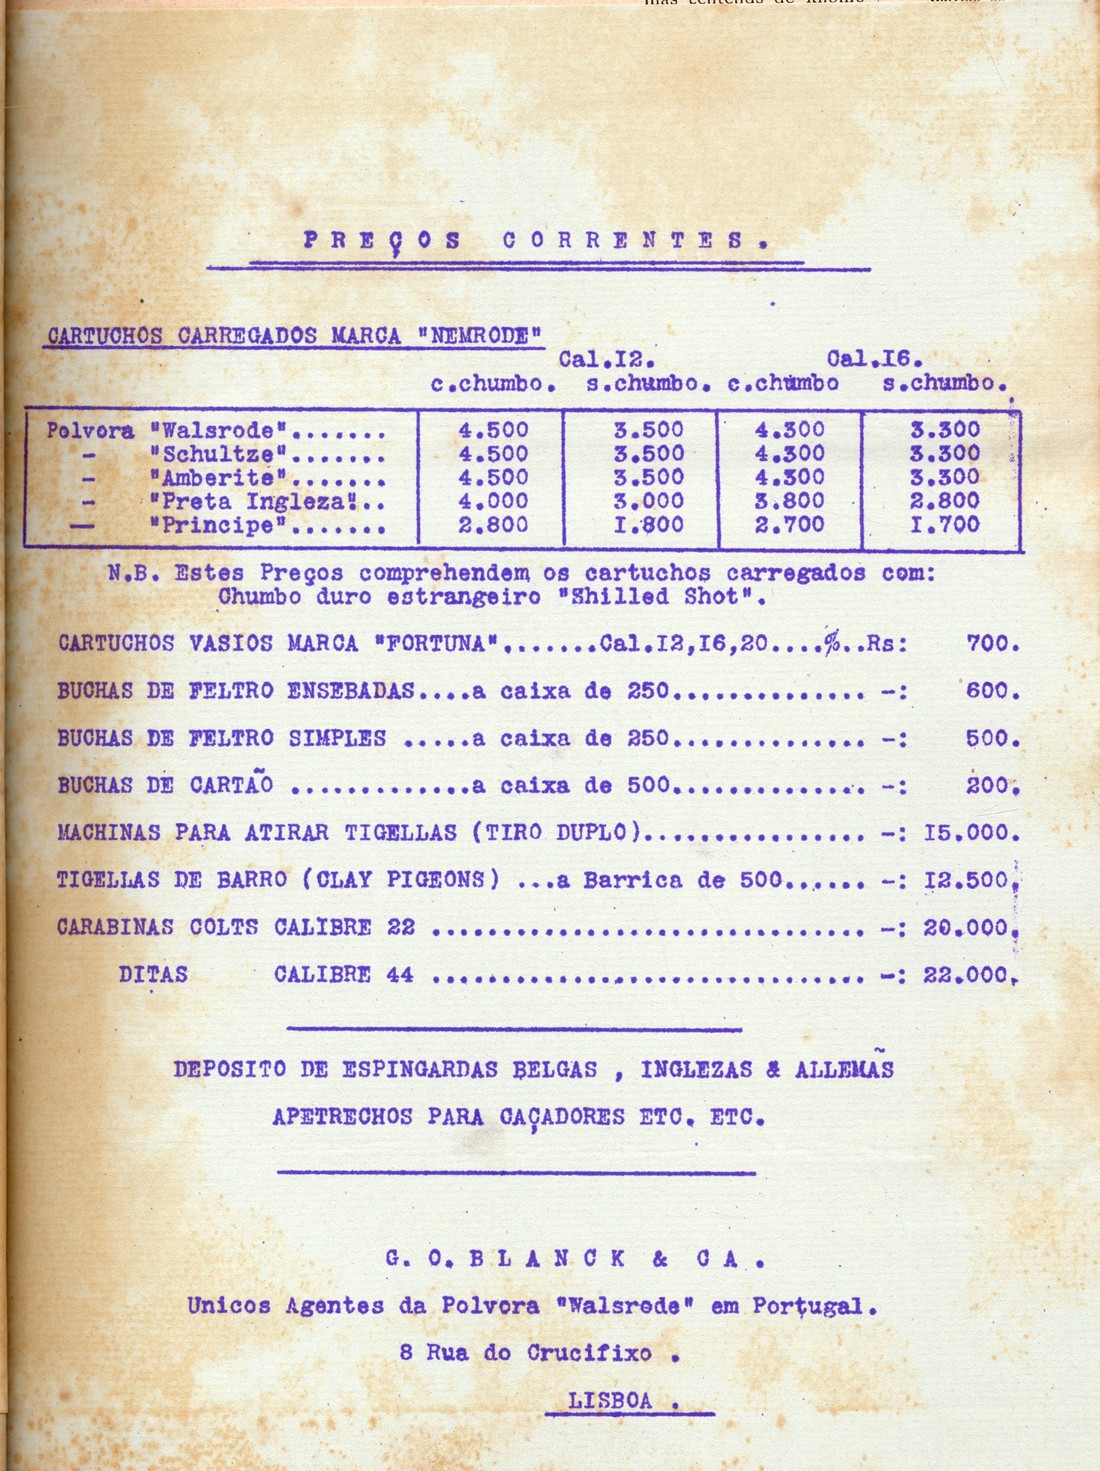 PREÇOS CORRENTES.
CARTUCHOS CARREGADOS MARCA "NEMRODE"
Cal.I2. Cal.I6.
c.chumbo. s.chumbo. c.chumbo s.chumbo.
Polvora "Walsrode"....... 4.500 3.500 4.300 3.300
- "Schultze"....... 4.500 3.500 4.300 3.300
- "Amberite"....... 4.500 3.500 4.300 3.300
- "Preta Ingleza".. 4.000 3.000 3.800 2.800
- "Principe"....... 2.800 I.800 2.700 I.700
N.B. Estes Preços comprehendem os cartuchos carregados com:
Chumbo duro estrangeiro "Shilled Shot".
CARTUCHOS VASIOS MARCA "FORTUNA".......Cal.I2,I6,20....%..Rs: 700.
BUCHAS DE FELTRO ENSEBADAS....a caixa de 250............... -: 600.
BUCHAS DE FELTRO SIMPLES .....a caixa de 250............... -: 500.
BUCHAS DE CARTÃO .............a caixa de 500............... -: 200.
MACHINAS PARA ATIRAR TIGELLAS (TIRO DUPLO)................ -: I5.000.
TIGELLAS DE BARRO (CLAY PIGEONS) ...a Barrica de 500...... -: I2.500.
CARABINAS COLTS CALIBRE 22 ............................... -: 20.000.
DITAS CALIBRE 44 ............................... -: 22.000.
DEPOSITO DE ESPINGARDAS BELGAS , INGLEZAS & ALLEMÃS
APETRECHOS PARA CAÇADORES ETC. ETC.
G. O. BLANCK & CA.
Unicos Agentes da Polvora "Walsrode" em Portugal.
8 Rua do Crucifixo .
LISBOA .